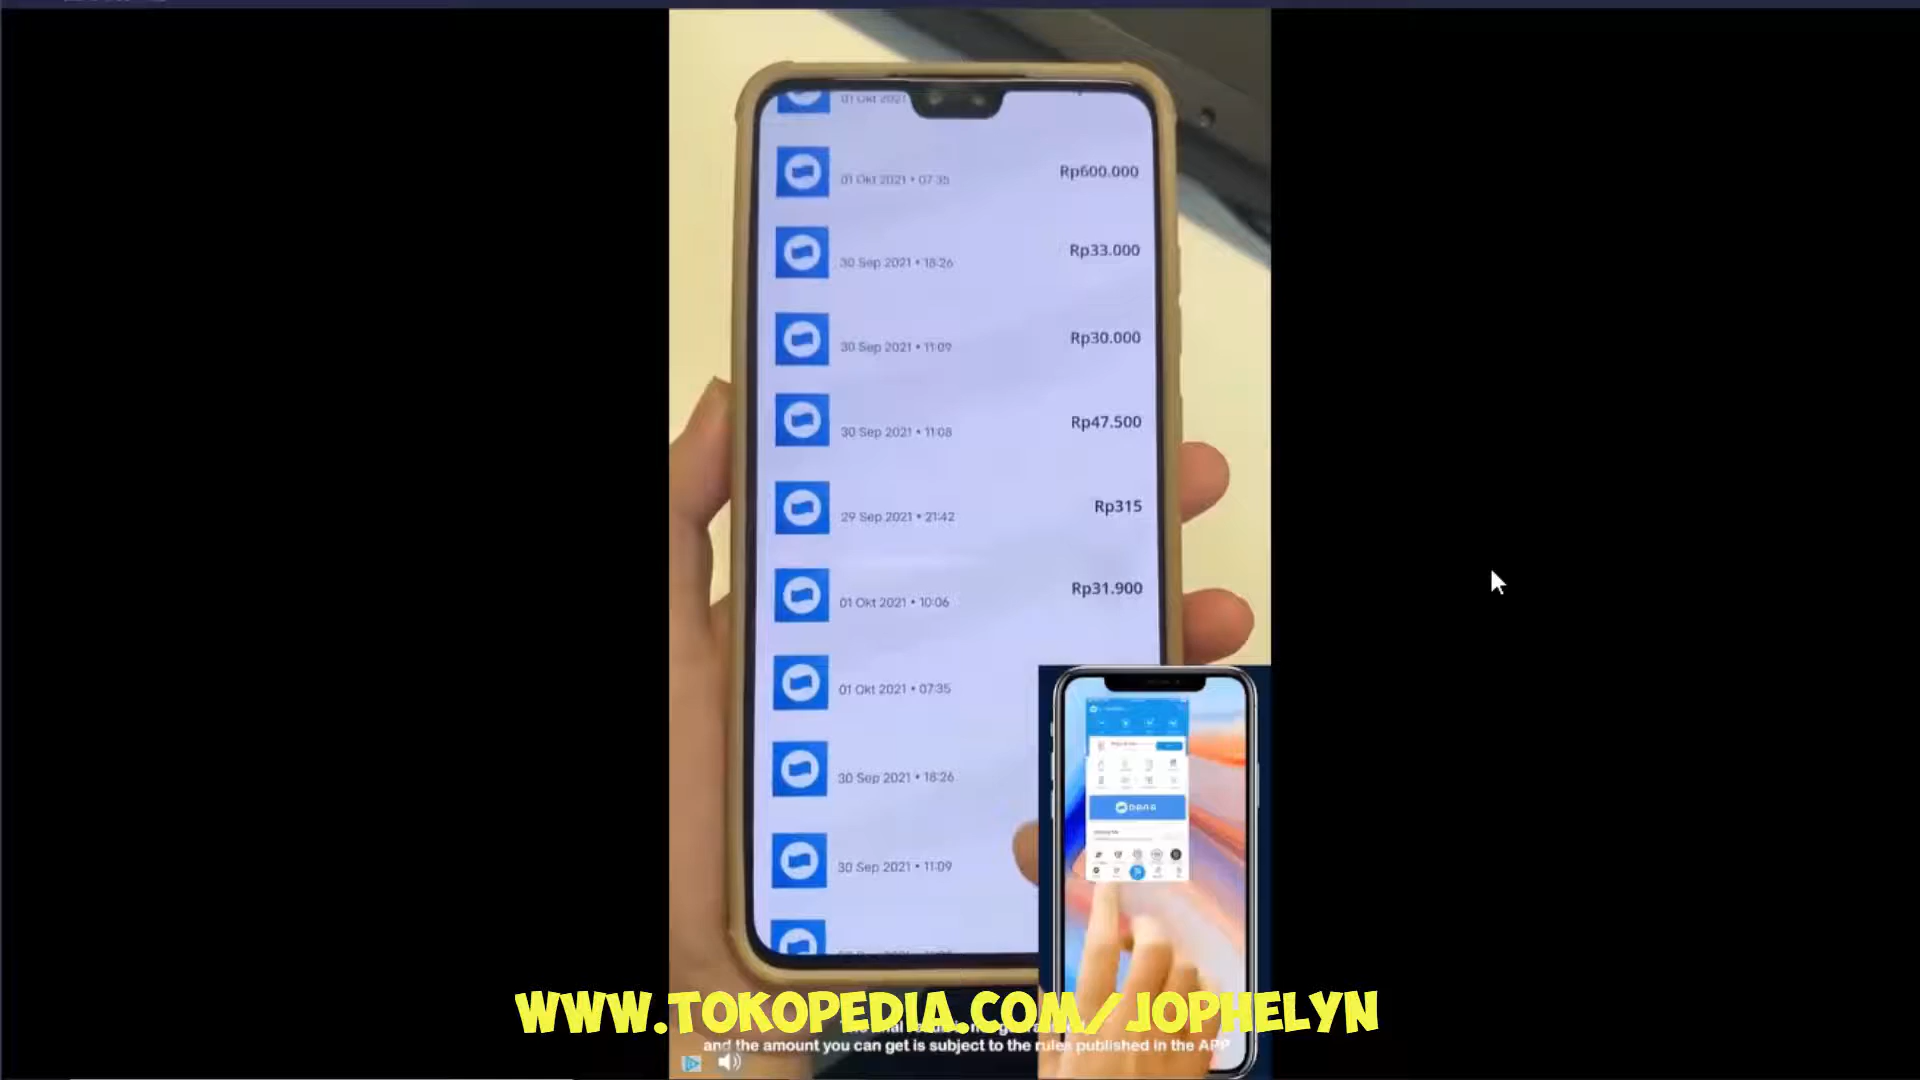 01 Okt 2021
Rp600.000
01 Okt 2021 • 07:35
Rp33.000
30 Sep 2021 • 18:26
Rp30.000
30 Sep 2021 • 11:09
Rp47.500
30 Sep 2021 • 11:08
Rp315
29 Sep 2021 • 21:42
Rp31.900
01 Okt 2021 • 10:06
01 Okt 2021 • 07:35
30 Sep 2021 • 18:26
30 Sep 2021 • 11:09
DANA
WWW.TOKOPEDIA.COM/JOPHELYN
and the amount you can get is subject to the rules published in the APP